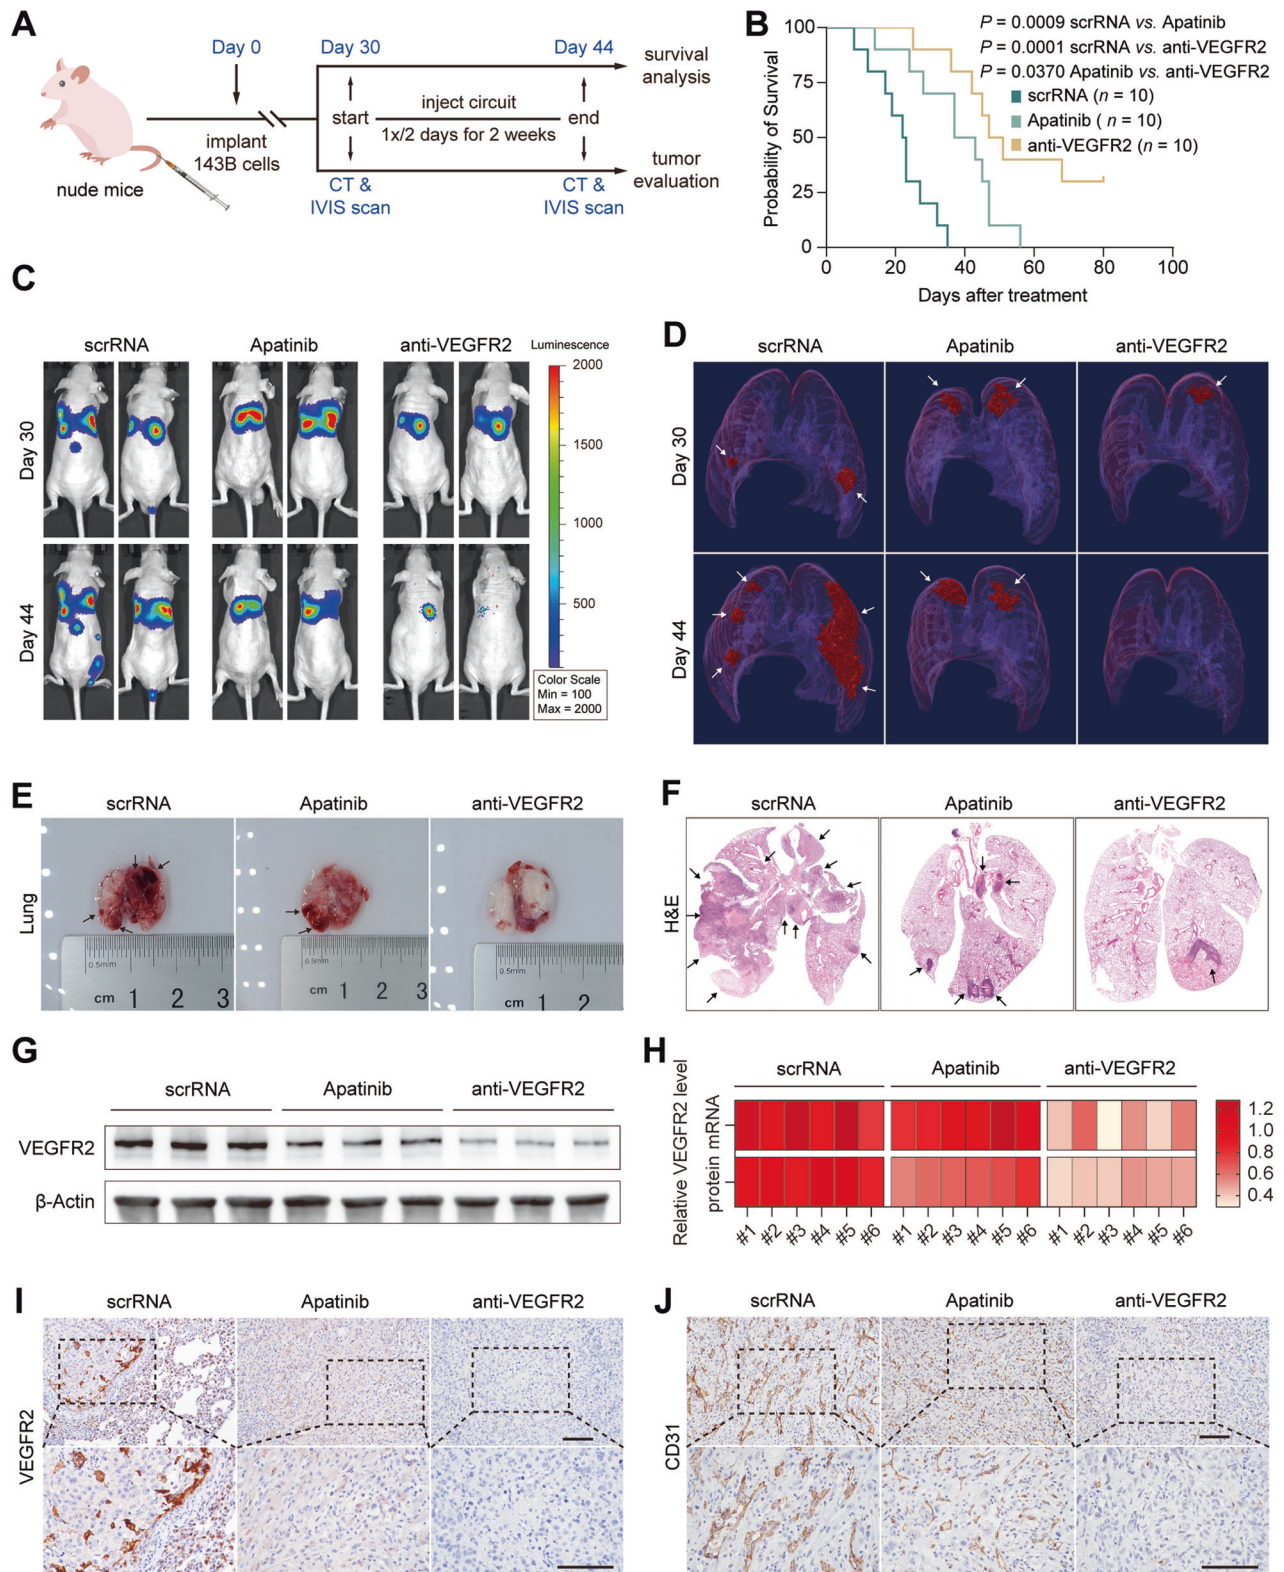 A
Day 0
Day 30
Day 44
survival
analysis
start
inject circuit
1x/2 days for 2 weeks
end
implant
143B cells
nude mice
CT &
IVIS scan
CT &
IVIS scan
tumor
evaluation
B
P = 0.0009 scrRNA vs. Apatinib
P = 0.0001 scrRNA vs. anti-VEGFR2
P = 0.0370 Apatinib vs. anti-VEGFR2
scrRNA (n = 10)
Apatinib ( n = 10)
anti-VEGFR2 (n = 10)
Probability of Survival
100
75
50
25
0
0 20 40 60 80 100
Days after treatment
C
scrRNA Apatinib anti-VEGFR2 Luminescence
Day 30
Day 44
2000
1500
1000
500
Color Scale
Min = 100
Max = 2000
D
scrRNA Apatinib anti-VEGFR2
Day 30
Day 44
E
scrRNA Apatinib anti-VEGFR2
Lung
0.5mm 0.5mm 0.5mm
cm 1 2 3 cm 1 2 3 cm 1 2
F
scrRNA Apatinib anti-VEGFR2
H&E
G
scrRNA Apatinib anti-VEGFR2
VEGFR2
β-Actin
H
scrRNA Apatinib anti-VEGFR2
Relative VEGFR2 level
protein mRNA
#1 #2 #3 #4 #5 #6 #1 #2 #3 #4 #5 #6 #1 #2 #3 #4 #5 #6
1.2
1.0
0.8
0.6
0.4
I
scrRNA Apatinib anti-VEGFR2
VEGFR2
J
scrRNA Apatinib anti-VEGFR2
CD31